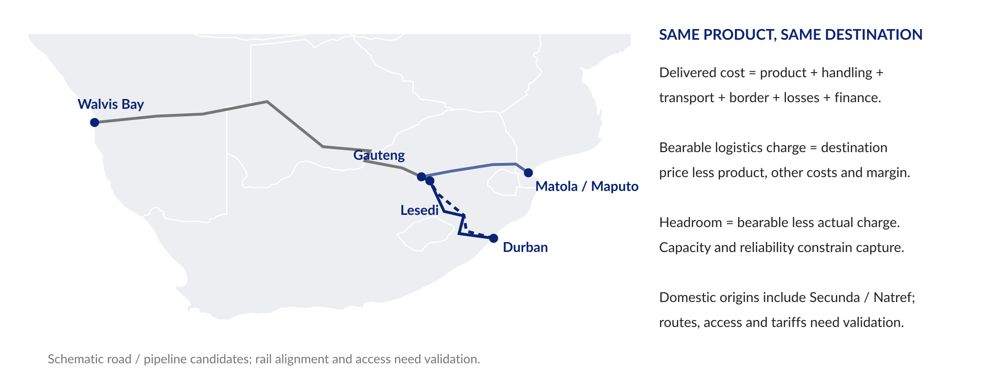 Walvis Bay
Gauteng
Matola / Maputo
Lesedi
Durban
Schematic road / pipeline candidates; rail alignment and access need validation.
SAME PRODUCT, SAME DESTINATION
Delivered cost = product + handling +
transport + border + losses + finance.
Bearable logistics charge = destination
price less product, other costs and margin.
Headroom = bearable less actual charge.
Capacity and reliability constrain capture.
Domestic origins include Secunda / Natref;
routes, access and tariffs need validation.